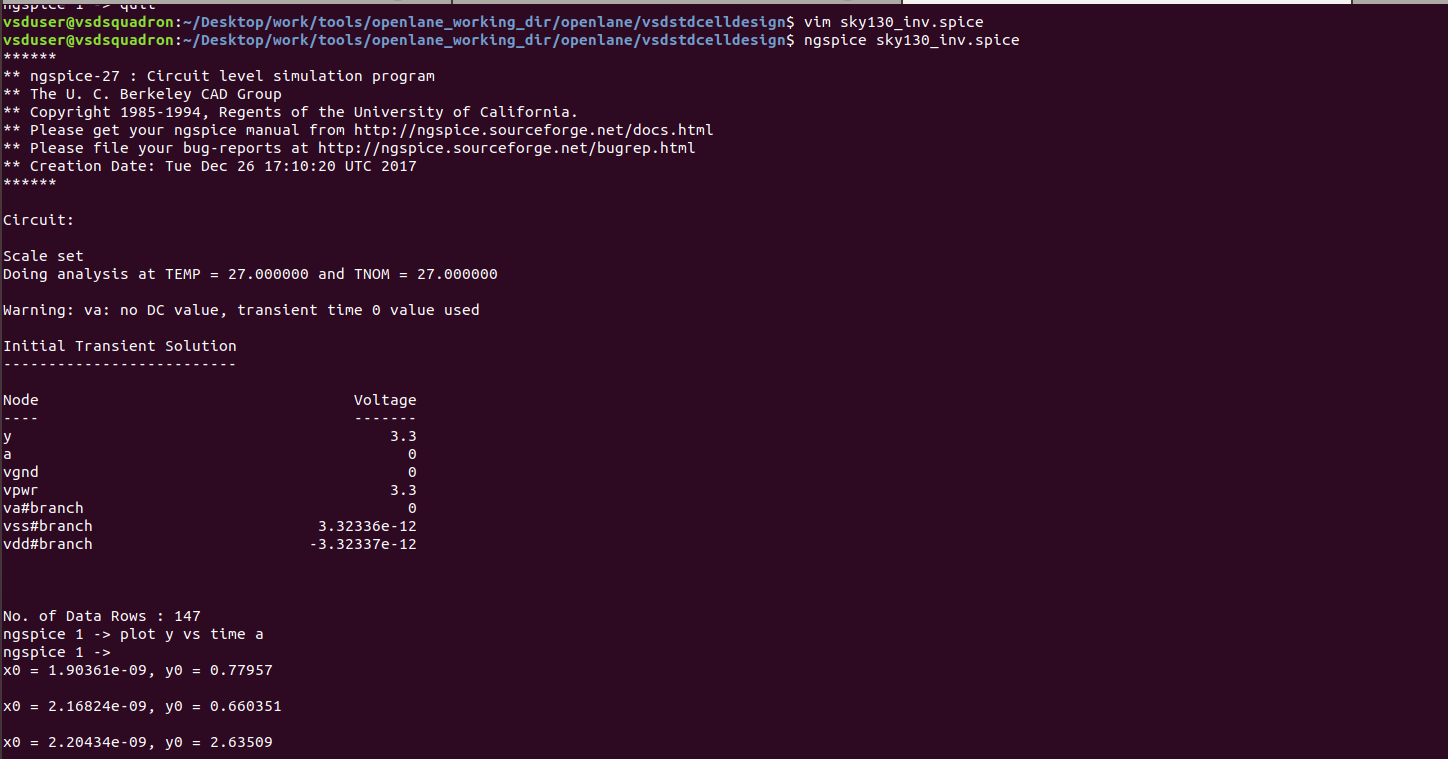 ngspice 1 -> quit
vsduser@vsdsquadron:~/Desktop/work/tools/openlane_working_dir/openlane/vsdstdcelldesign$ vim sky130_inv.spice
vsduser@vsdsquadron:~/Desktop/work/tools/openlane_working_dir/openlane/vsdstdcelldesign$ ngspice sky130_inv.spice
******
** ngspice-27 : Circuit level simulation program
** The U. C. Berkeley CAD Group
** Copyright 1985-1994, Regents of the University of California.
** Please get your ngspice manual from http://ngspice.sourceforge.net/docs.html
** Please file your bug-reports at http://ngspice.sourceforge.net/bugrep.html
** Creation Date: Tue Dec 26 17:10:20 UTC 2017
******
Circuit:
Scale set
Doing analysis at TEMP = 27.000000 and TNOM = 27.000000
Warning: va: no DC value, transient time 0 value used
Initial Transient Solution
--------------------------
Node Voltage
---- -------
y 3.3
a 0
vgnd 0
vpwr 3.3
va#branch 0
vss#branch 3.32336e-12
vdd#branch -3.32337e-12
No. of Data Rows : 147
ngspice 1 -> plot y vs time a
ngspice 1 ->
x0 = 1.90361e-09, y0 = 0.77957
x0 = 2.16824e-09, y0 = 0.660351
x0 = 2.20434e-09, y0 = 2.63509